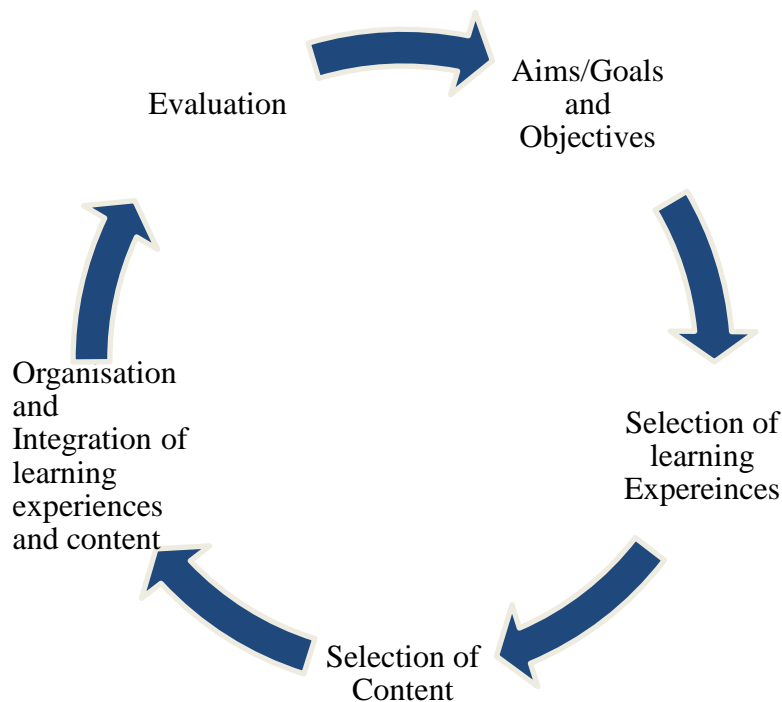 Evaluation
Aims/Goals
and
Objectives
Selection of
learning
Expereinces
Selection of
Content
Organisation
and
Integration of
learning
experiences
and content